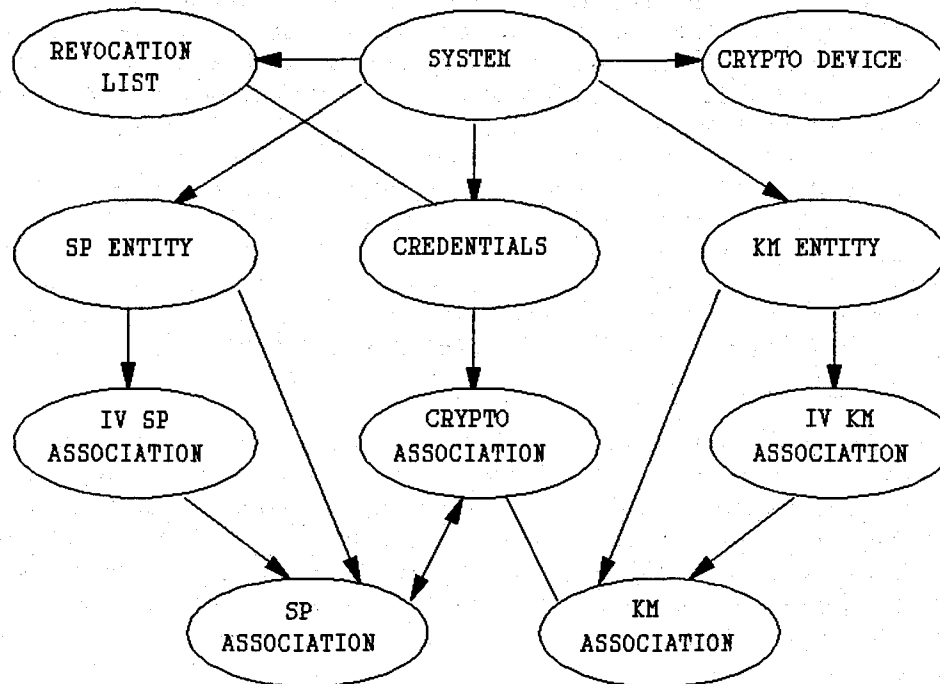 REVOCATION
LIST
SYSTEM
CRYPTO DEVICE
SP ENTITY
CREDENTIALS
KM ENTITY
IV SP
ASSOCIATION
CRYPTO
ASSOCIATION
IV KM
ASSOCIATION
SP
ASSOCIATION
KM
ASSOCIATION